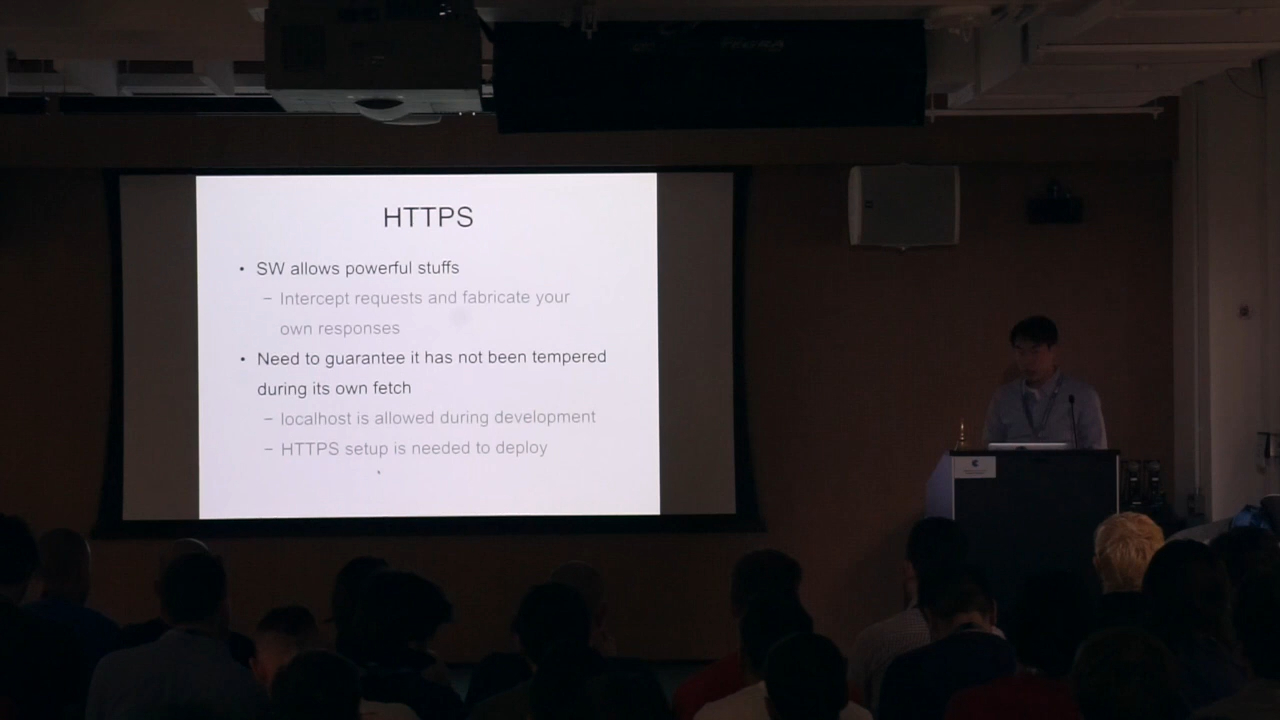 HTTPS
• SW allows powerful stuffs
– Intercept requests and fabricate your
own responses
• Need to guarantee it has not been tempered
during its own fetch
– localhost is allowed during development
– HTTPS setup is needed to deploy